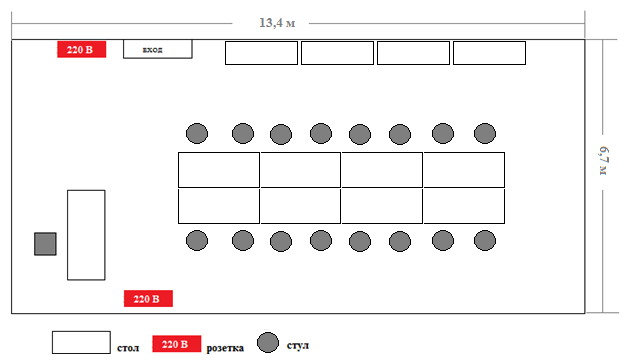 13,4 м
220 В
вход
6,7 м
220 В
стол
220 В
розетка
стул